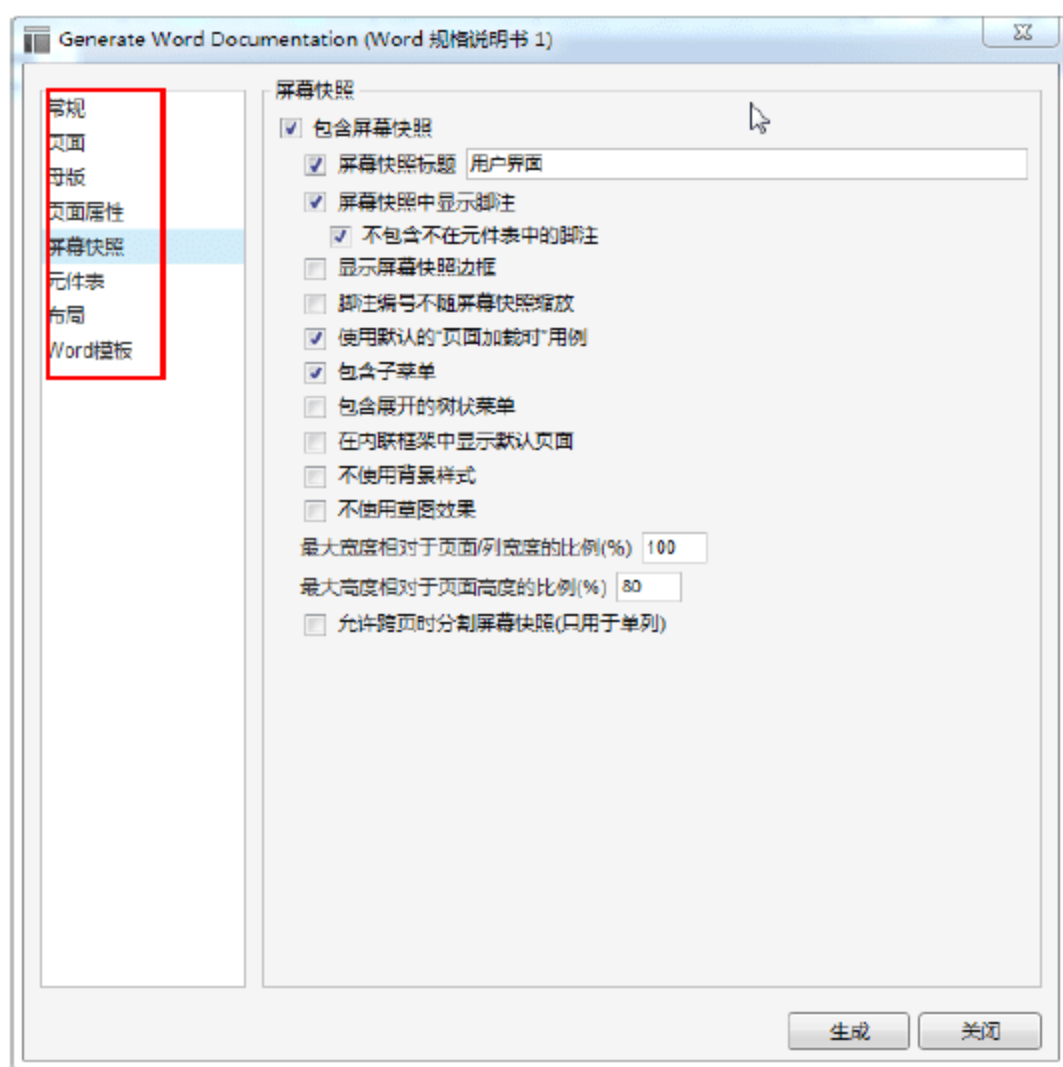 Generate Word Documentation (Word 规格说明书 1)
常规
页面
母版
页面属性
屏幕快照
元件表
布局
Word模板
屏幕快照
包含屏幕快照
屏幕快照标题 用户界面
屏幕快照中显示脚注
不包含不在元件表中的脚注
显示屏幕快照边框
脚注编号不随屏幕快照缩放
使用默认的"页面加载时"用例
包含子菜单
包含展开的树状菜单
在内联框架中显示默认页面
不使用背景样式
不使用草图效果
最大宽度相对于页面/列宽度的比例(%) 100
最大高度相对于页面高度的比例(%) 80
允许跨页时分割屏幕快照(只用于单列)
生成 关闭